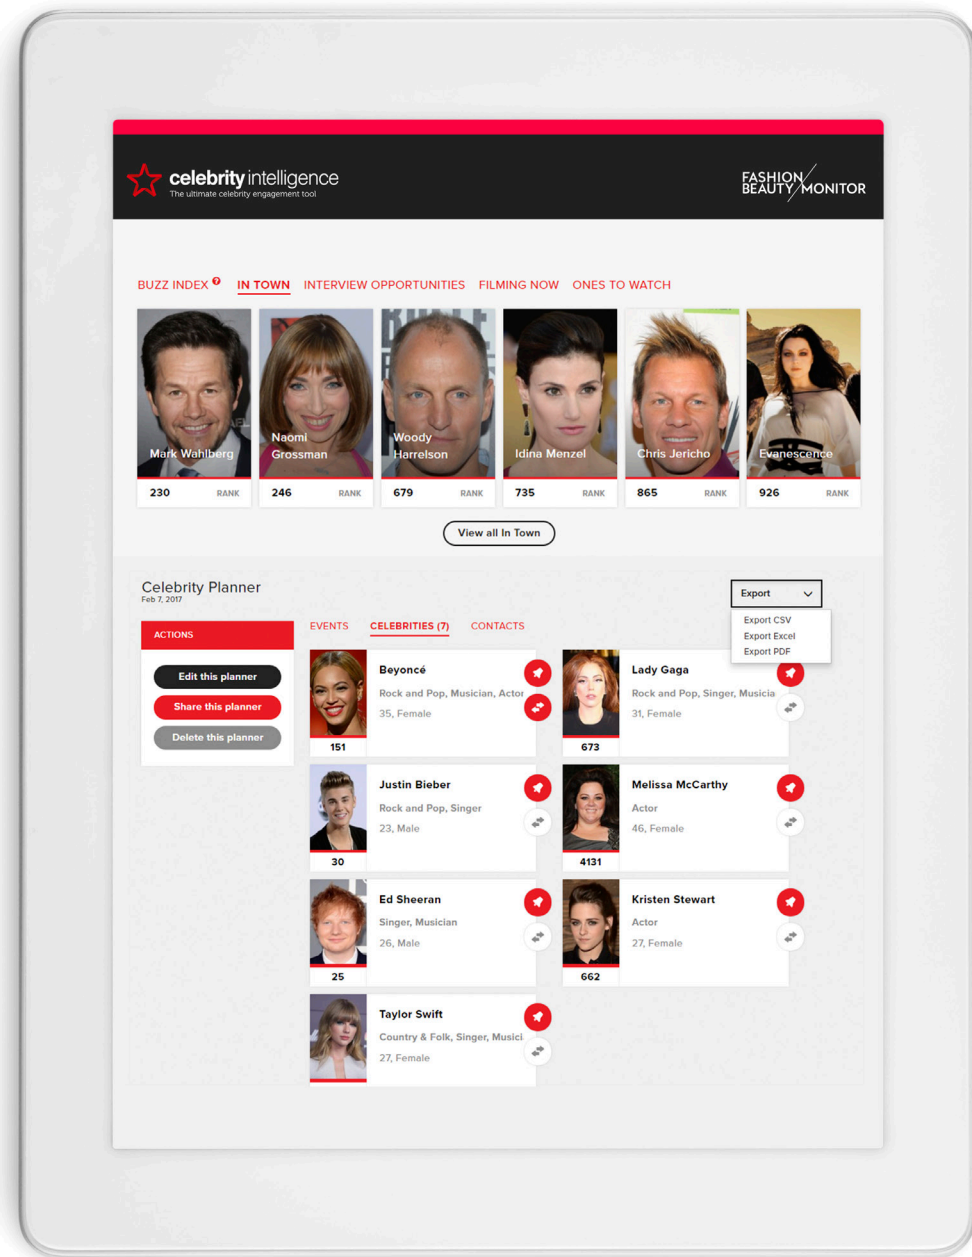 celebrity intelligence
The ultimate celebrity engagement tool
FASHION
BEAUTY MONITOR
BUZZ INDEX ?
IN TOWN
INTERVIEW OPPORTUNITIES
FILMING NOW
ONES TO WATCH
Mark Wahlberg
230 RANK
Naomi
Grossman
246 RANK
Woody
Harrelson
679 RANK
Idina Menzel
735 RANK
Chris Jericho
865 RANK
Evanescence
926 RANK
View all In Town
Celebrity Planner
Feb 7, 2017
Export
Export CSV
Export Excel
Export PDF
ACTIONS
Edit this planner
Share this planner
Delete this planner
EVENTS
CELEBRITIES (7)
CONTACTS
Beyoncé
Rock and Pop, Musician, Actor
35, Female
151
Lady Gaga
Rock and Pop, Singer, Musicia
31, Female
673
Justin Bieber
Rock and Pop, Singer
23, Male
30
Melissa McCarthy
Actor
46, Female
4131
Ed Sheeran
Singer, Musician
26, Male
25
Kristen Stewart
Actor
27, Female
662
Taylor Swift
Country & Folk, Singer, Musici
27, Female